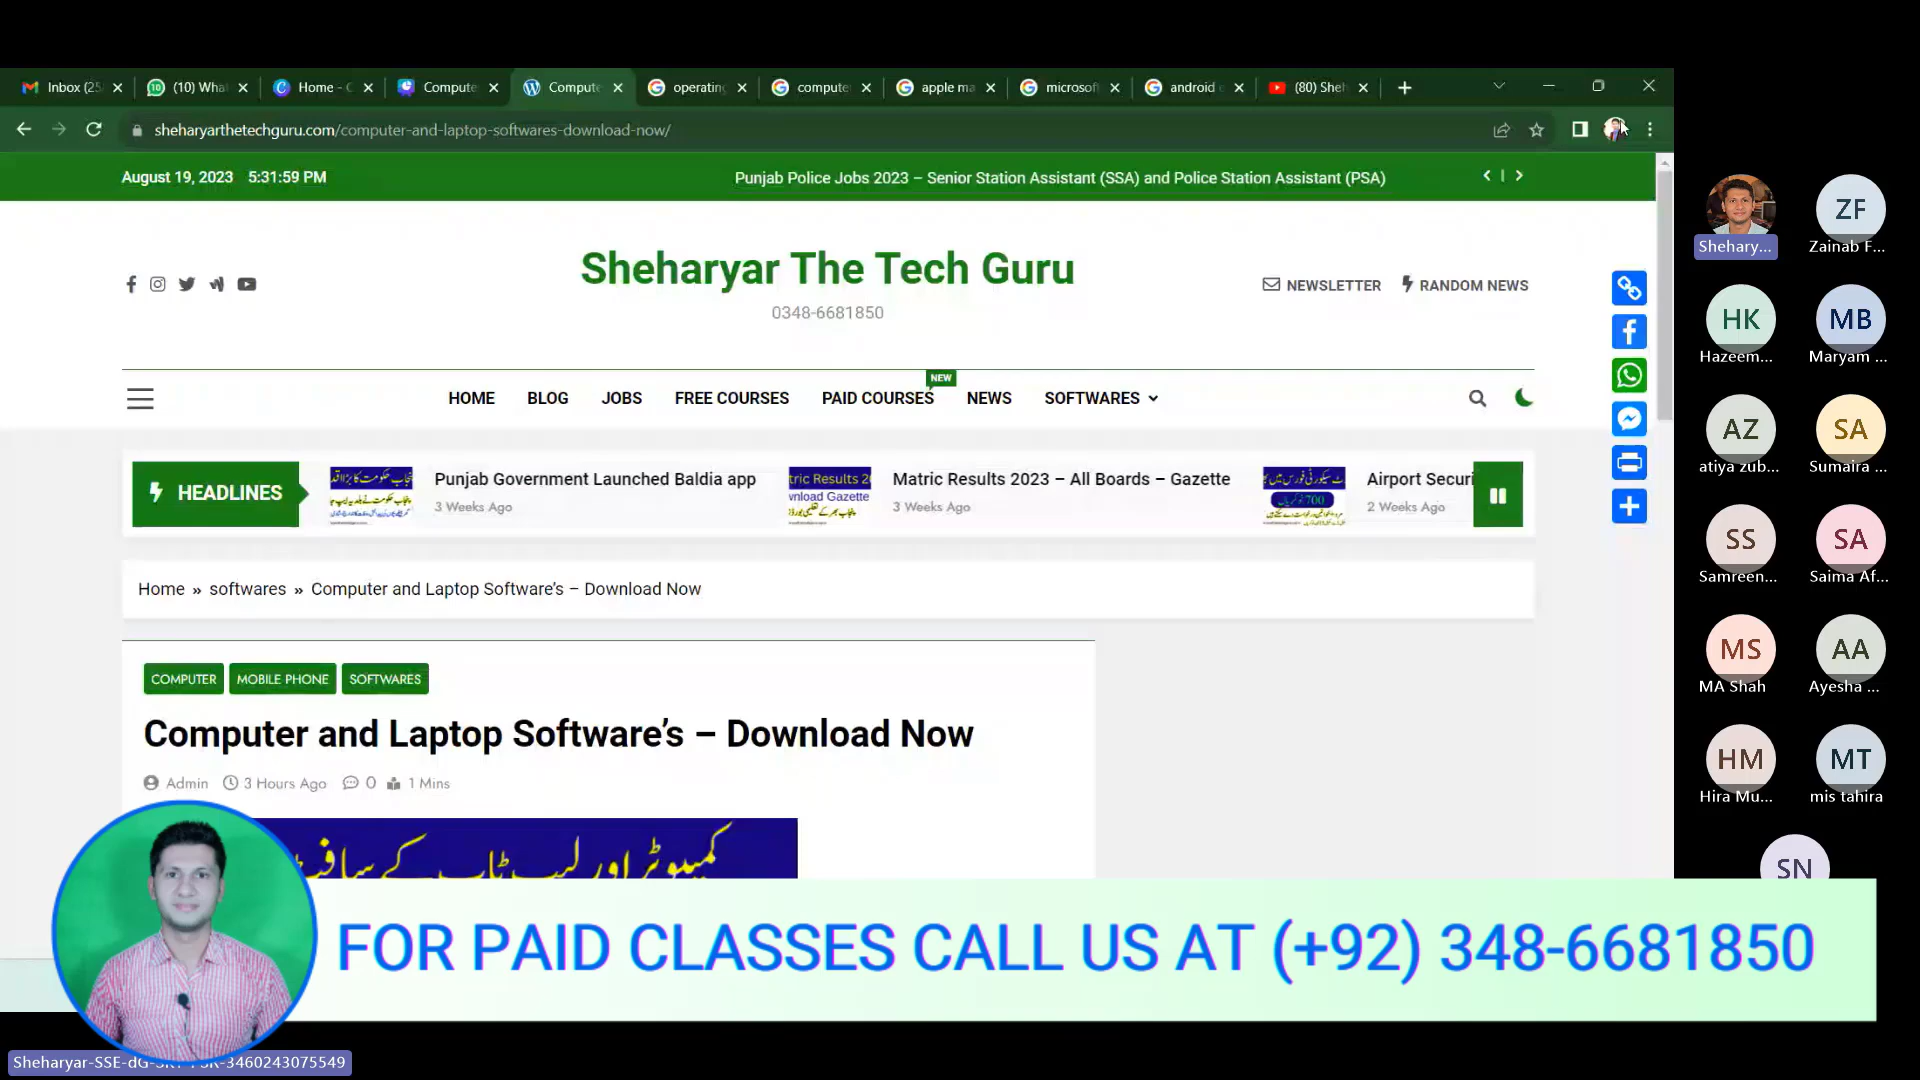 Inbox (25
(10) Wha
Home - C
Compute
Compute
operatin
compute
apple ma
microsof
android
(80) Sheh
sheharyarthetechguru.com/computer-and-laptop-softwares-download-now/
August 19, 2023 5:31:59 PM
Punjab Police Jobs 2023 – Senior Station Assistant (SSA) and Police Station Assistant (PSA)
Sheharyar The Tech Guru
0348-6681850
NEWSLETTER
RANDOM NEWS
NEW
HOME BLOG JOBS FREE COURSES PAID COURSES NEWS SOFTWARES
HEADLINES
Punjab Government Launched Baldia app
3 Weeks Ago
Matric Results 2023 – All Boards – Gazette
3 Weeks Ago
Airport Securi
2 Weeks Ago
Home » softwares » Computer and Laptop Software’s – Download Now
COMPUTER MOBILE PHONE SOFTWARES
Computer and Laptop Software’s – Download Now
Admin 3 Hours Ago 0 1 Mins
کمپیوٹر اور لیپ ٹاپ کے
FOR PAID CLASSES CALL US AT (+92) 348-6681850
Shehary...
ZF
Zainab F...
HK
Hazeem...
MB
Maryam ...
AZ
atiya zub...
SA
Sumaira ...
SS
Samreen...
SA
Saima Af...
MS
MA Shah
AA
Ayesha ...
HM
Hira Mu...
MT
mis tahira
SN